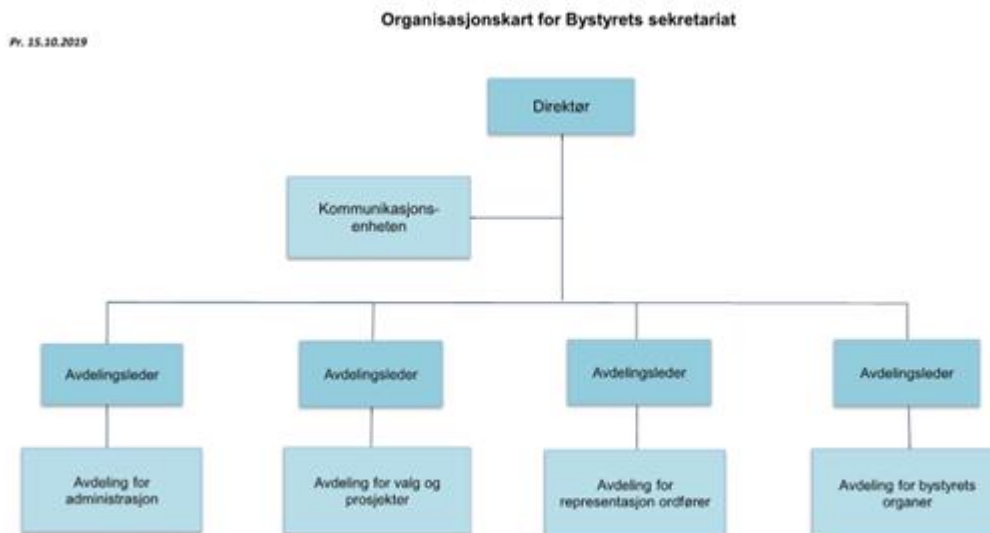 Organisasjonskart for Bystyrets sekretariat
Pr. 15.10.2019
Direktør
Kommunikasjons-
enheten
Avdelingsleder
Avdelingsleder
Avdelingsleder
Avdelingsleder
Avdeling for
administrasjon
Avdeling for valg og
prosjekter
Avdeling for
representasjon ordfører
Avdeling for bystyrets
organer